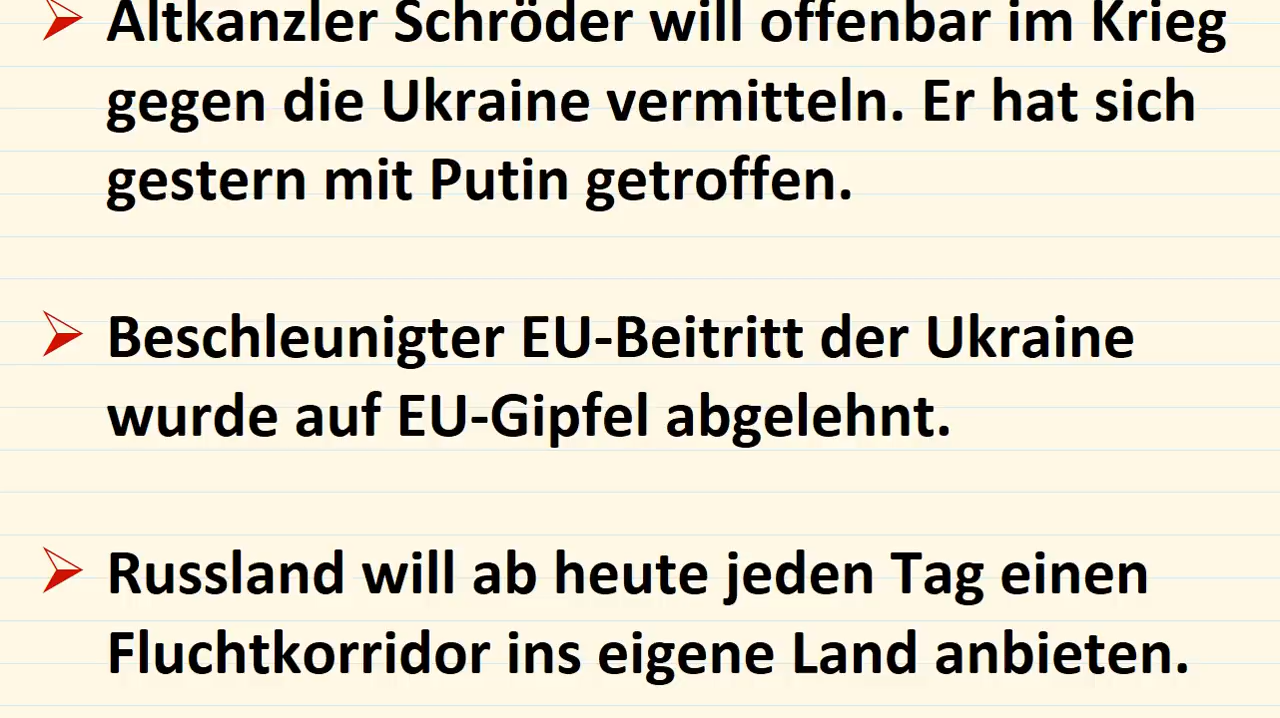 Altkanzler Schröder will offenbar im Krieg
gegen die Ukraine vermitteln. Er hat sich
gestern mit Putin getroffen.
Beschleunigter EU-Beitritt der Ukraine
wurde auf EU-Gipfel abgelehnt.
Russland will ab heute jeden Tag einen
Fluchtkorridor ins eigene Land anbieten.